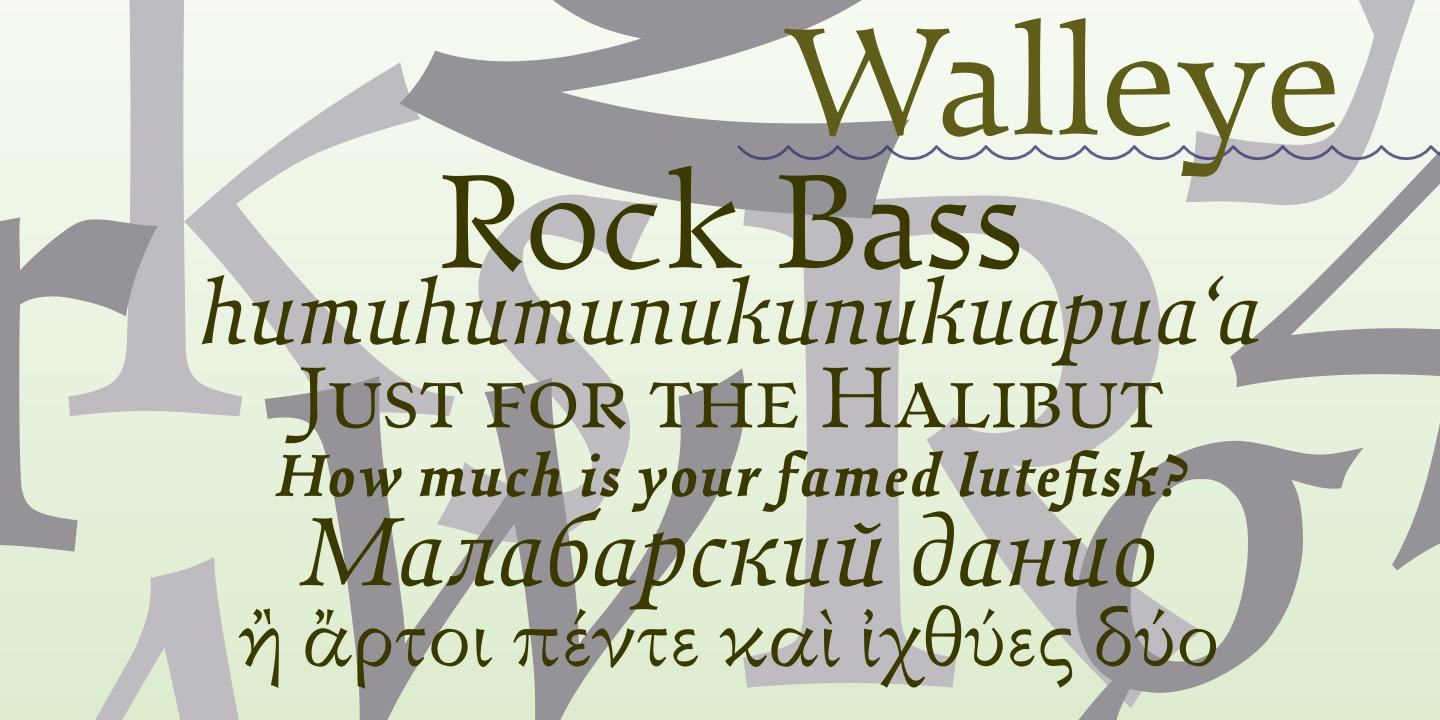 Walleye
Rock Bass
humuhumunukunukuapuaʻa
Just for the Halibut
How much is your famed lutefisk?
Малабарский данио
ἢ ἄρτοι πέντε καὶ ἰχθύες δύο